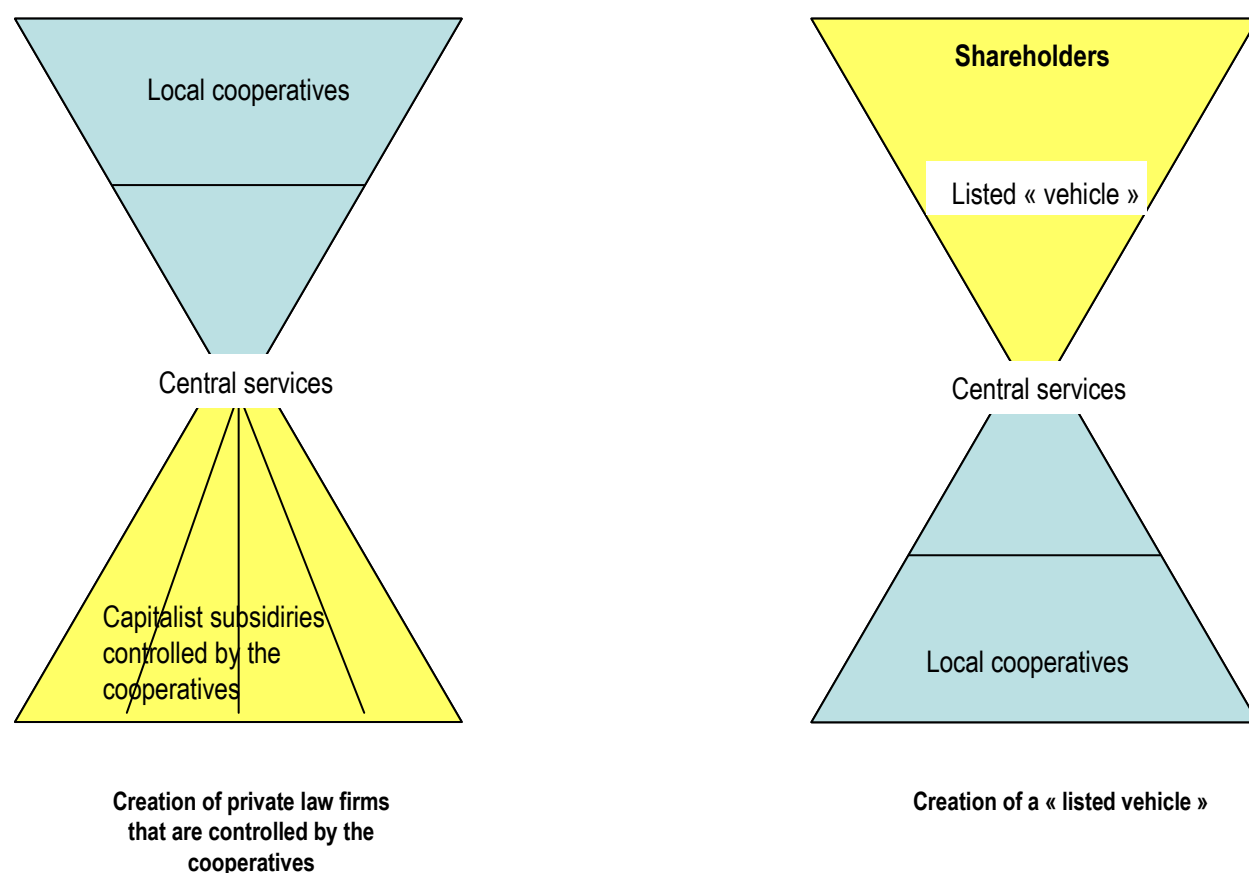 Local cooperatives
Central services
Capitalist subsidiries
controlled by the
cooperatives
Creation of private law firms
that are controlled by the
cooperatives
Shareholders
Listed « vehicle »
Central services
Local cooperatives
Creation of a « listed vehicle »